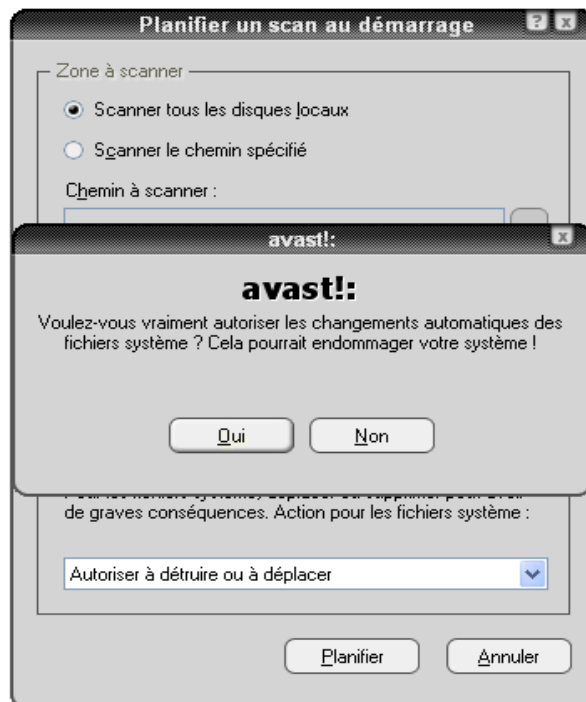 Planifier un scan au démarrage
Zone à scanner
Scanner tous les disques locaux
Scanner le chemin spécifié
Chemin à scanner :
avast!:
avast!:
Voulez-vous vraiment autoriser les changements automatiques des
fichiers système ? Cela pourrait endommager votre système !
Oui
Non
de graves conséquences. Action pour les fichiers système :
Autoriser à détruire ou à déplacer
Planifier
Annuler